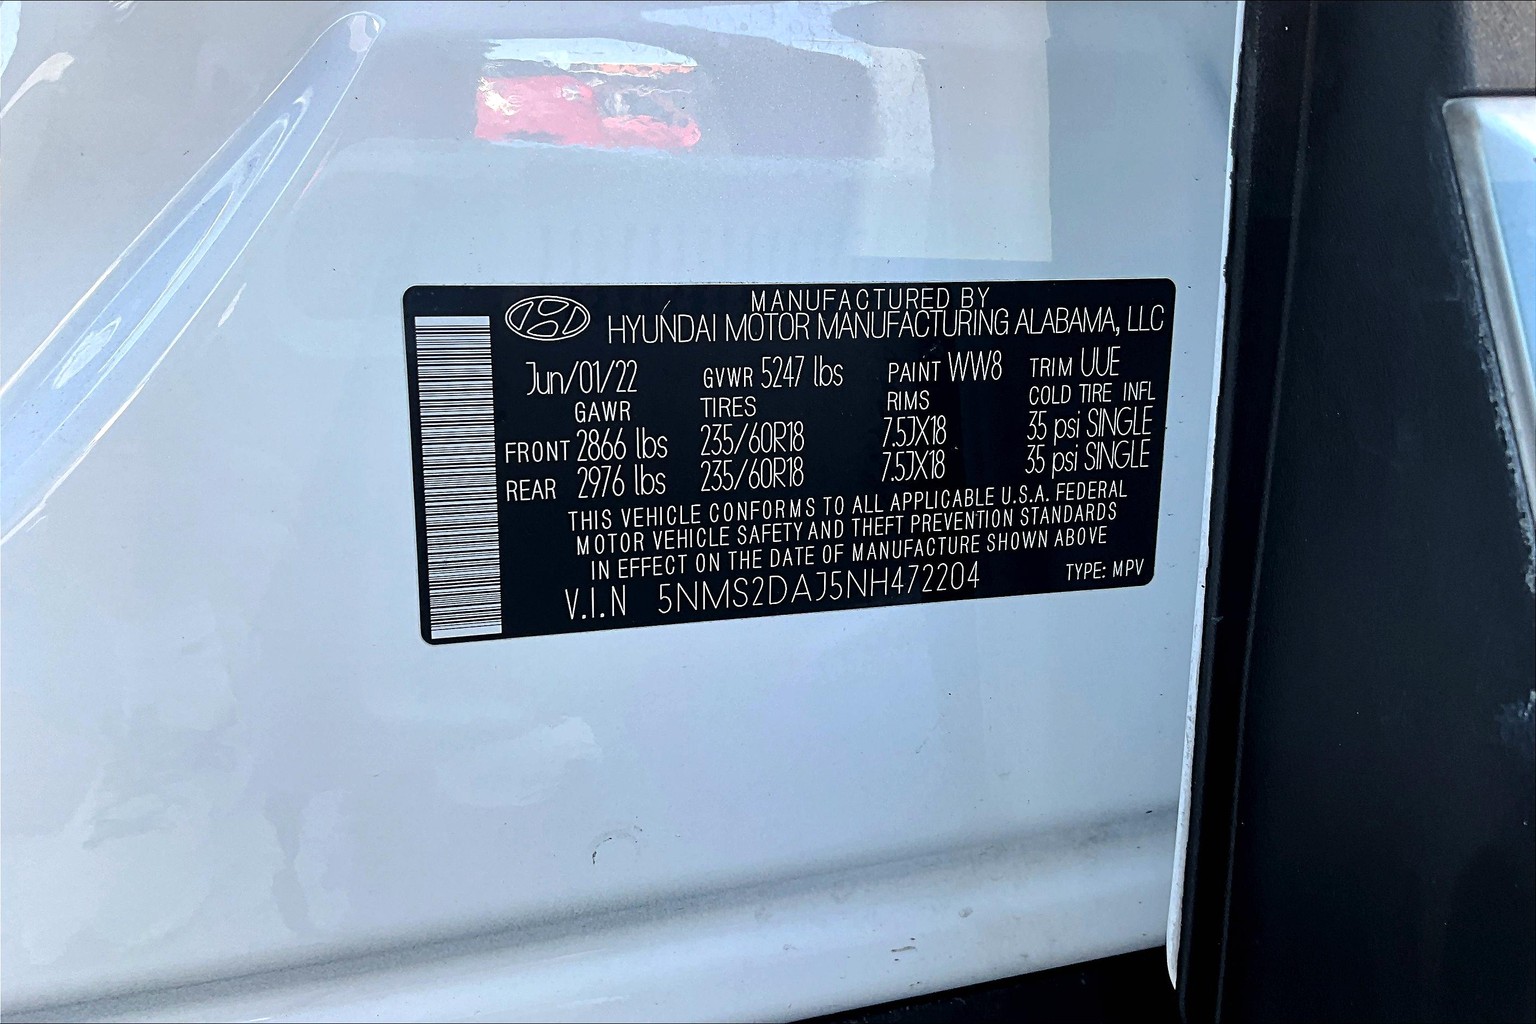 MANUFACTURED BY
HYUNDAI MOTOR MANUFACTURING ALABAMA, LLC
Jun/01/22 GVWR 5247 lbs PAINT WW8 TRIM UUE
GAWR TIRES RIMS COLD TIRE INFL
FRONT 2866 lbs 235/60R18 7.5JX18 35 psi SINGLE
REAR 2976 lbs 235/60R18 7.5JX18 35 psi SINGLE
THIS VEHICLE CONFORMS TO ALL APPLICABLE U.S.A. FEDERAL
MOTOR VEHICLE SAFETY AND THEFT PREVENTION STANDARDS
IN EFFECT ON THE DATE OF MANUFACTURE SHOWN ABOVE
V.I.N 5NMS2DAJ5NH472204 TYPE: MPV